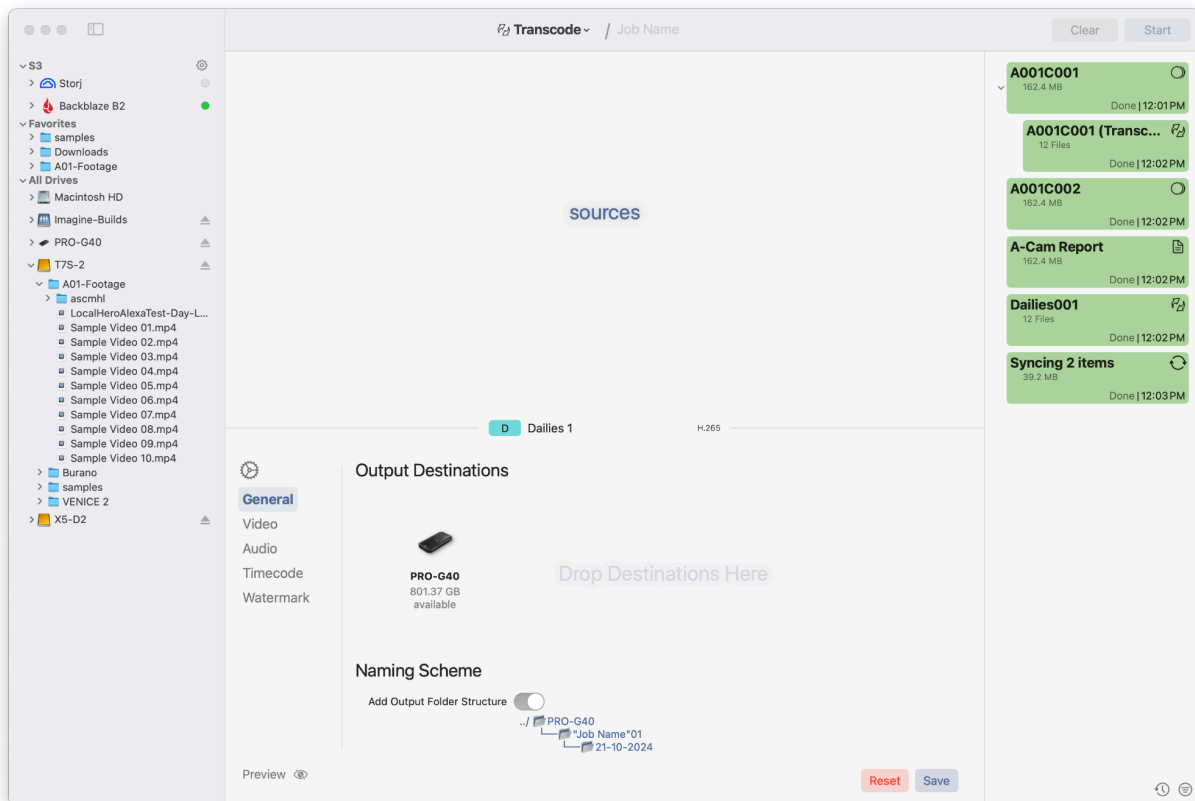 Transcode
/ Job Name
Clear
Start
S3
Storj
Backblaze B2
Favorites
samples
Downloads
A01-Footage
All Drives
Macintosh HD
Imagine-Builds
PRO-G40
T7S-2
A01-Footage
ascmhl
LocalHeroAlexaTest-Day-L...
Sample Video 01.mp4
Sample Video 02.mp4
Sample Video 03.mp4
Sample Video 04.mp4
Sample Video 05.mp4
Sample Video 06.mp4
Sample Video 07.mp4
Sample Video 08.mp4
Sample Video 09.mp4
Sample Video 10.mp4
Burano
samples
VENICE 2
X5-D2
sources
D Dailies 1 H.265
General
Video
Audio
Timecode
Watermark
Preview
Output Destinations
PRO-G40
801.37 GB
available
Drop Destinations Here
Naming Scheme
Add Output Folder Structure
../ PRO-G40
"Job Name"01
21-10-2024
Reset
Save
A001C001
162.4 MB
Done | 12:01 PM
A001C001 (Transc...
12 Files
Done | 12:02 PM
A001C002
162.4 MB
Done | 12:02 PM
A-Cam Report
162.4 MB
Done | 12:02 PM
Dailies001
12 Files
Done | 12:02 PM
Syncing 2 items
39.2 MB
Done | 12:03 PM